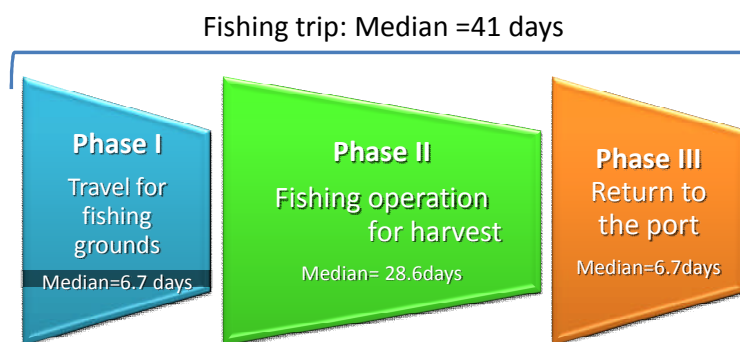 Fishing trip: Median =41 days
Phase I
Travel for
fishing
grounds
Median=6.7 days
Phase II
Fishing operation
for harvest
Median= 28.6days
Phase III
Return to
the port
Median=6.7days